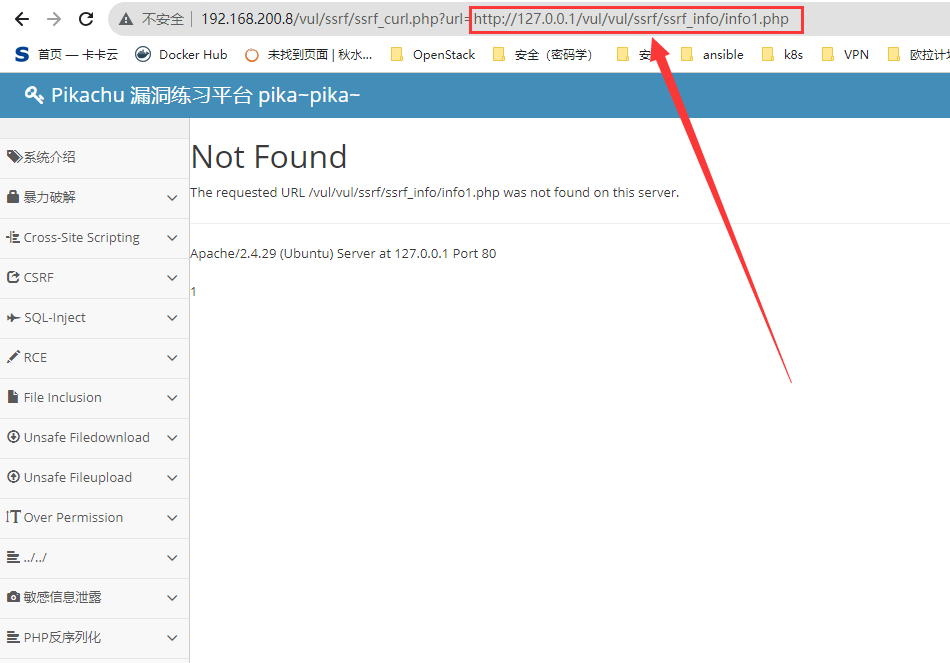 不安全 192.168.200.8/vul/ssrf/ssrf_curl.php?url=http://127.0.0.1/vul/vul/ssrf/ssrf_info/info1.php
S 首页 — 卡卡云 Docker Hub 未找到页面 | 秋水... OpenStack 安全（密码学） 安 ansible k8s VPN 欧拉计
Pikachu 漏洞练习平台 pika~pika~
系统介绍
暴力破解
Cross-Site Scripting
CSRF
SQL-Inject
RCE
File Inclusion
Unsafe Filedownload
Unsafe Fileupload
Over Permission
../../
敏感信息泄露
PHP反序列化
Not Found
The requested URL /vul/vul/ssrf/ssrf_info/info1.php was not found on this server.
Apache/2.4.29 (Ubuntu) Server at 127.0.0.1 Port 80
1